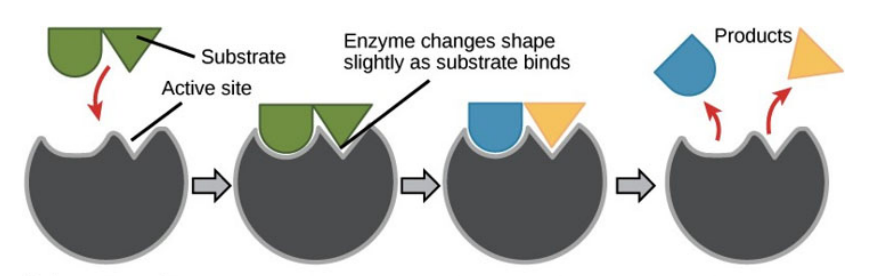 Substrate
Active site
Enzyme changes shape
slightly as substrate binds
Products